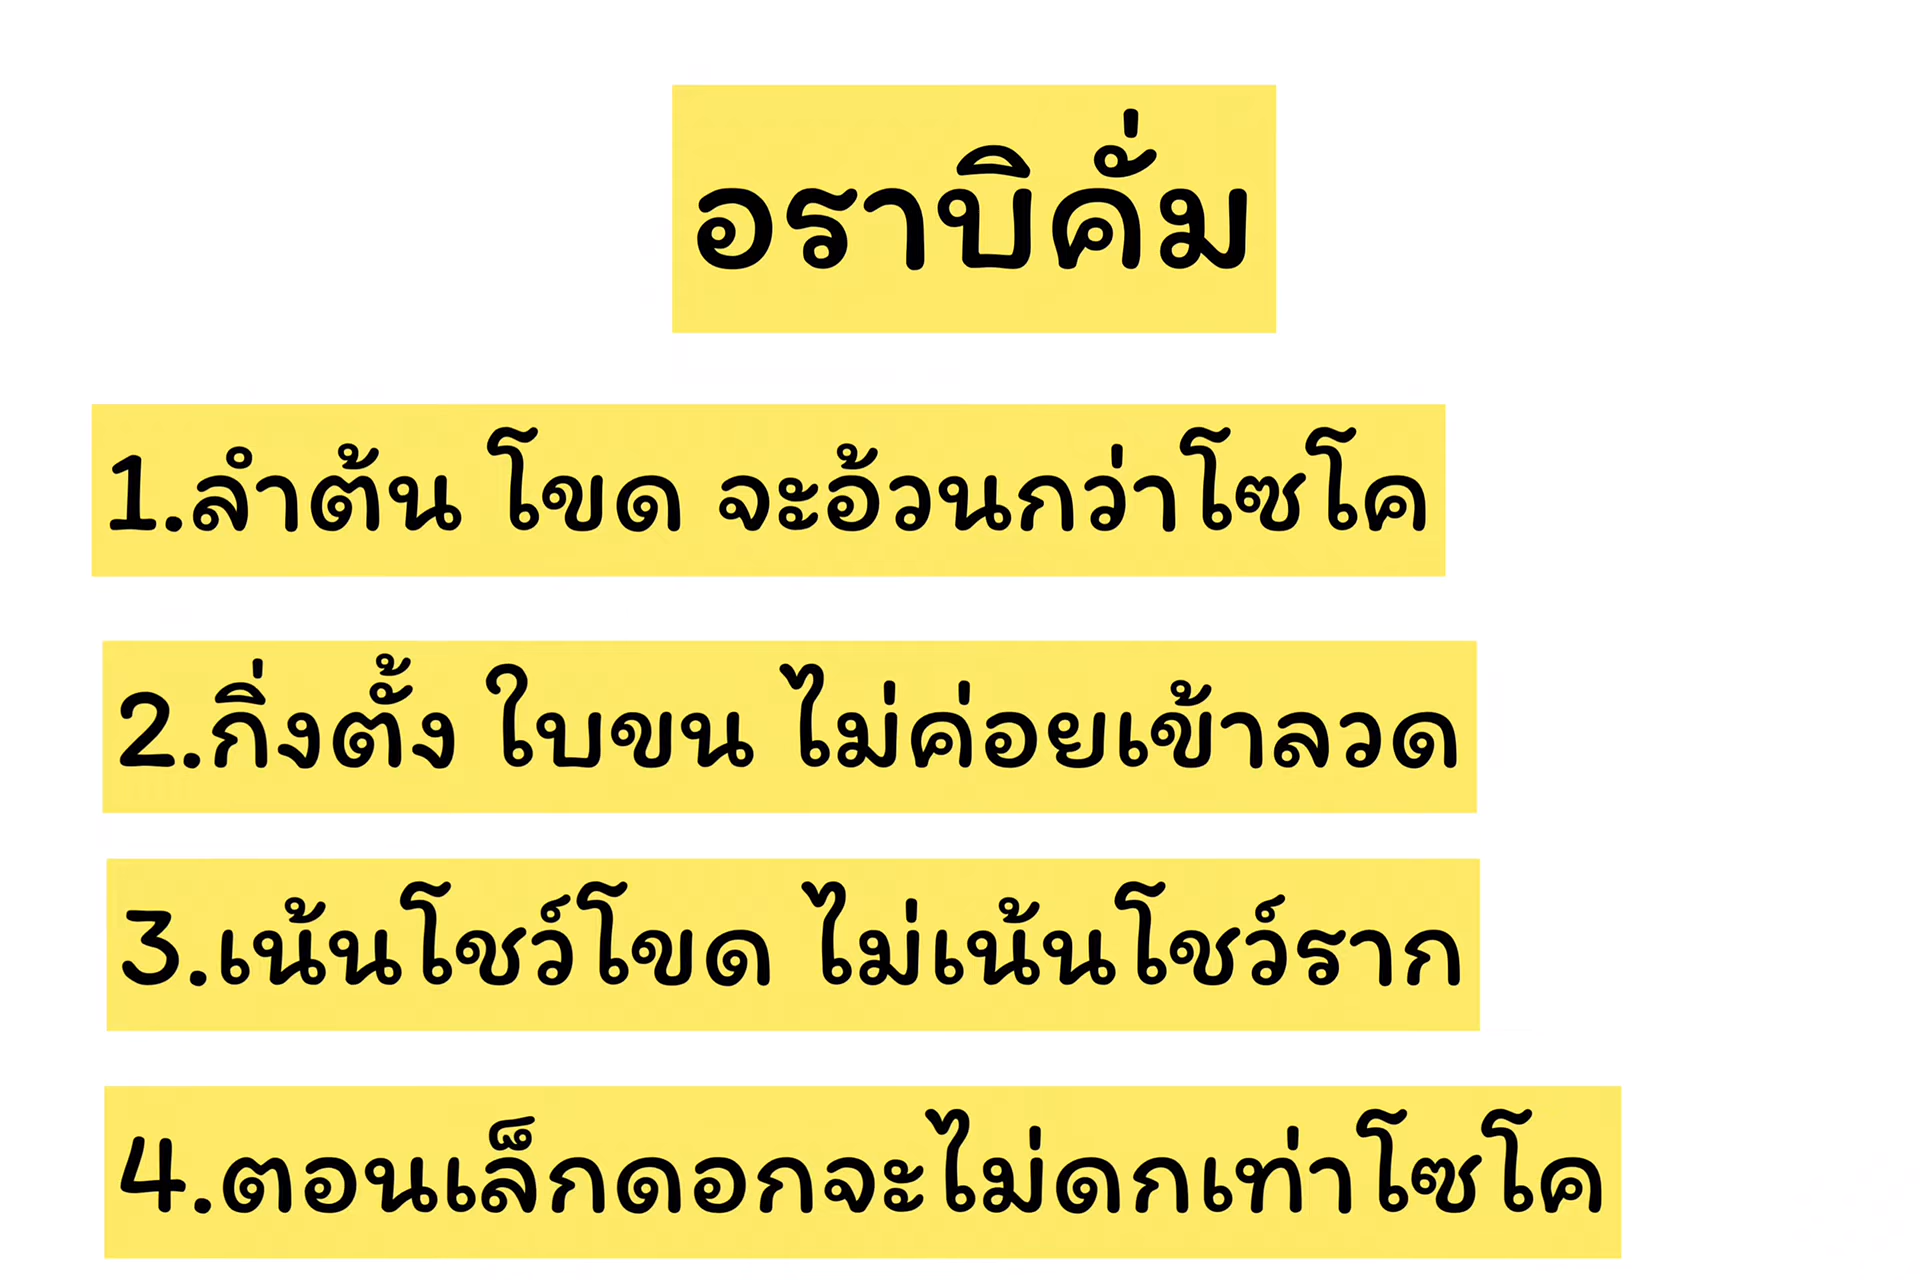 อราบิคั่ม
1.ลำต้น โขด จะอ้วนกว่าโซโค
2.กิ่งตั้ง ใบขน ไม่ค่อยเข้าลวด
3.เน้นโชว์โขด ไม่เน้นโชว์ราก
4.ตอนเล็กดอกจะไม่ดกเท่าโซโค